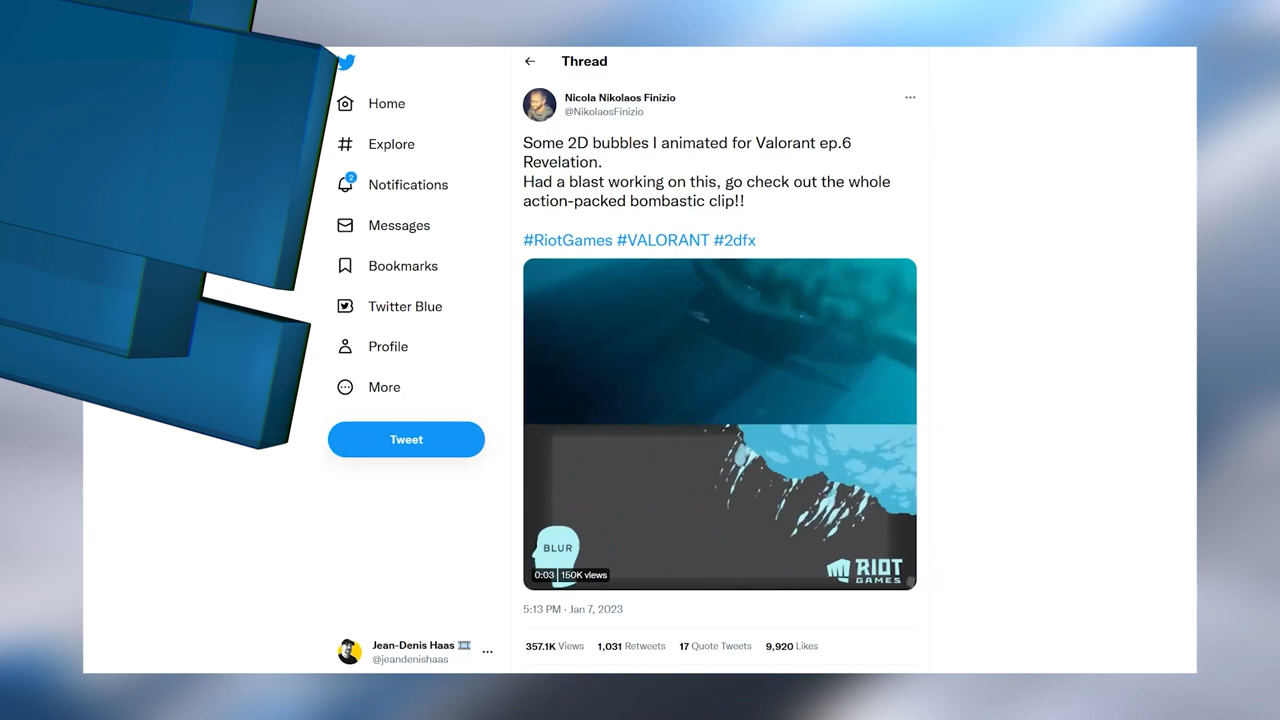 Home
Explore
2
Notifications
Messages
Bookmarks
Twitter Blue
Profile
More
Tweet
Jean-Denis Haas
@jeandenishaas
Thread
Nicola Nikolaos Finizio
@NikolaosFinizio
Some 2D bubbles I animated for Valorant ep.6
Revelation.
Had a blast working on this, go check out the whole
action-packed bombastic clip!!
#RiotGames #VALORANT #2dfx
BLUR
0:03 150K views
RIOT
GAMES
5:13 PM · Jan 7, 2023
357.1K Views 1,031 Retweets 17 Quote Tweets 9,920 Likes